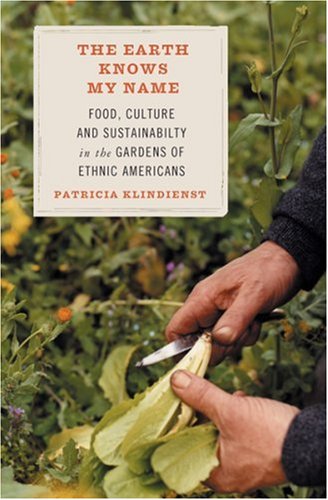 THE EARTH
KNOWS
MY NAME
FOOD, CULTURE
AND SUSTAINABILTY
in the GARDENS OF
ETHNIC AMERICANS
PATRICIA KLINDIENST